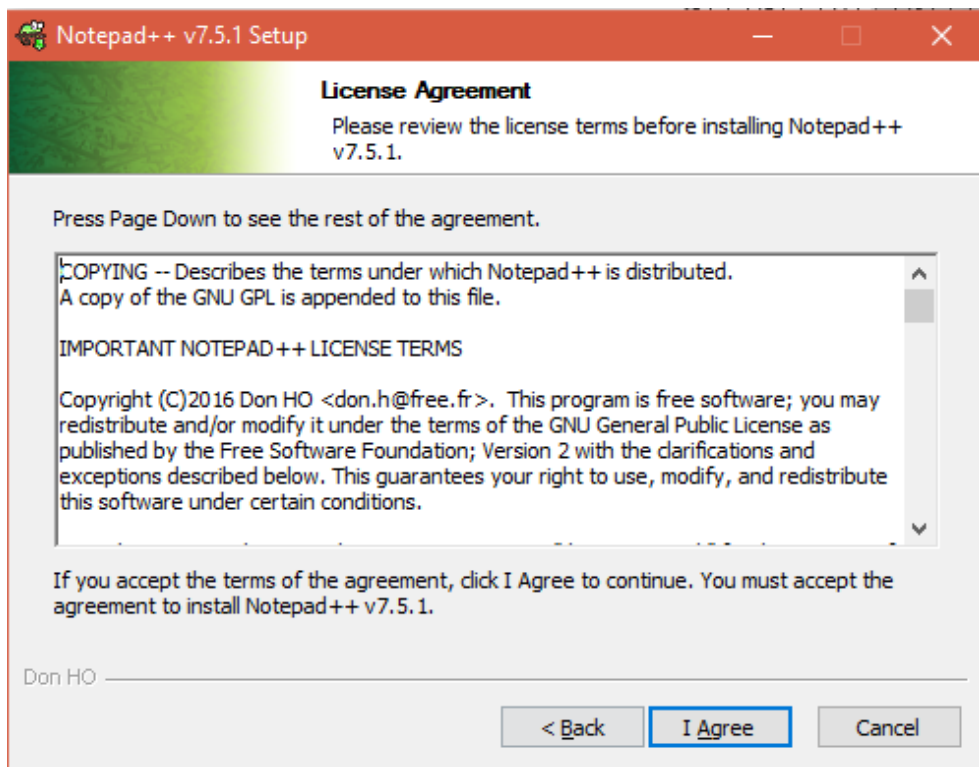 Notepad++ v7.5.1 Setup
License Agreement
Please review the license terms before installing Notepad++
v7.5.1.
Press Page Down to see the rest of the agreement.
COPYING -- Describes the terms under which Notepad++ is distributed.
A copy of the GNU GPL is appended to this file.
IMPORTANT NOTEPAD++ LICENSE TERMS
Copyright (C)2016 Don HO <don.h@free.fr>.  This program is free software; you may
redistribute and/or modify it under the terms of the GNU General Public License as
published by the Free Software Foundation; Version 2 with the clarifications and
exceptions described below. This guarantees your right to use, modify, and redistribute
this software under certain conditions.
If you accept the terms of the agreement, click I Agree to continue. You must accept the
agreement to install Notepad++ v7.5.1.
Don HO
< Back
I Agree
Cancel